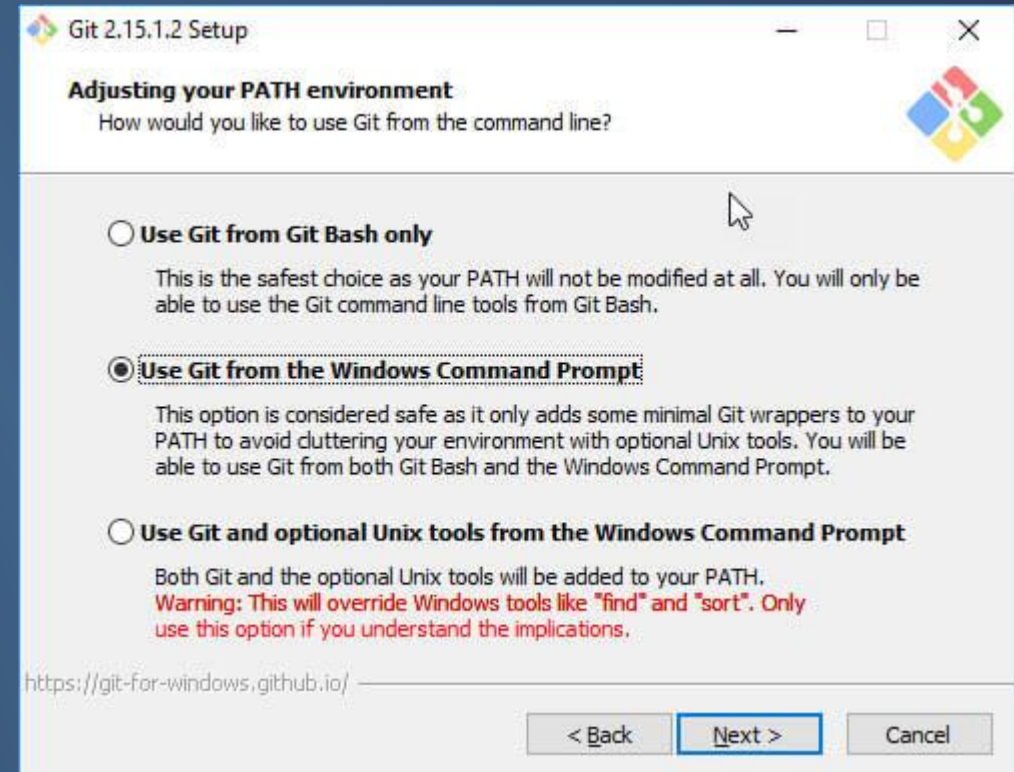 Git 2.15.1.2 Setup
Adjusting your PATH environment
How would you like to use Git from the command line?
Use Git from Git Bash only
This is the safest choice as your PATH will not be modified at all. You will only be
able to use the Git command line tools from Git Bash.
Use Git from the Windows Command Prompt
This option is considered safe as it only adds some minimal Git wrappers to your
PATH to avoid cluttering your environment with optional Unix tools. You will be
able to use Git from both Git Bash and the Windows Command Prompt.
Use Git and optional Unix tools from the Windows Command Prompt
Both Git and the optional Unix tools will be added to your PATH.
Warning: This will override Windows tools like "find" and "sort". Only
use this option if you understand the implications.
https://git-for-windows.github.io/
< Back Next > Cancel